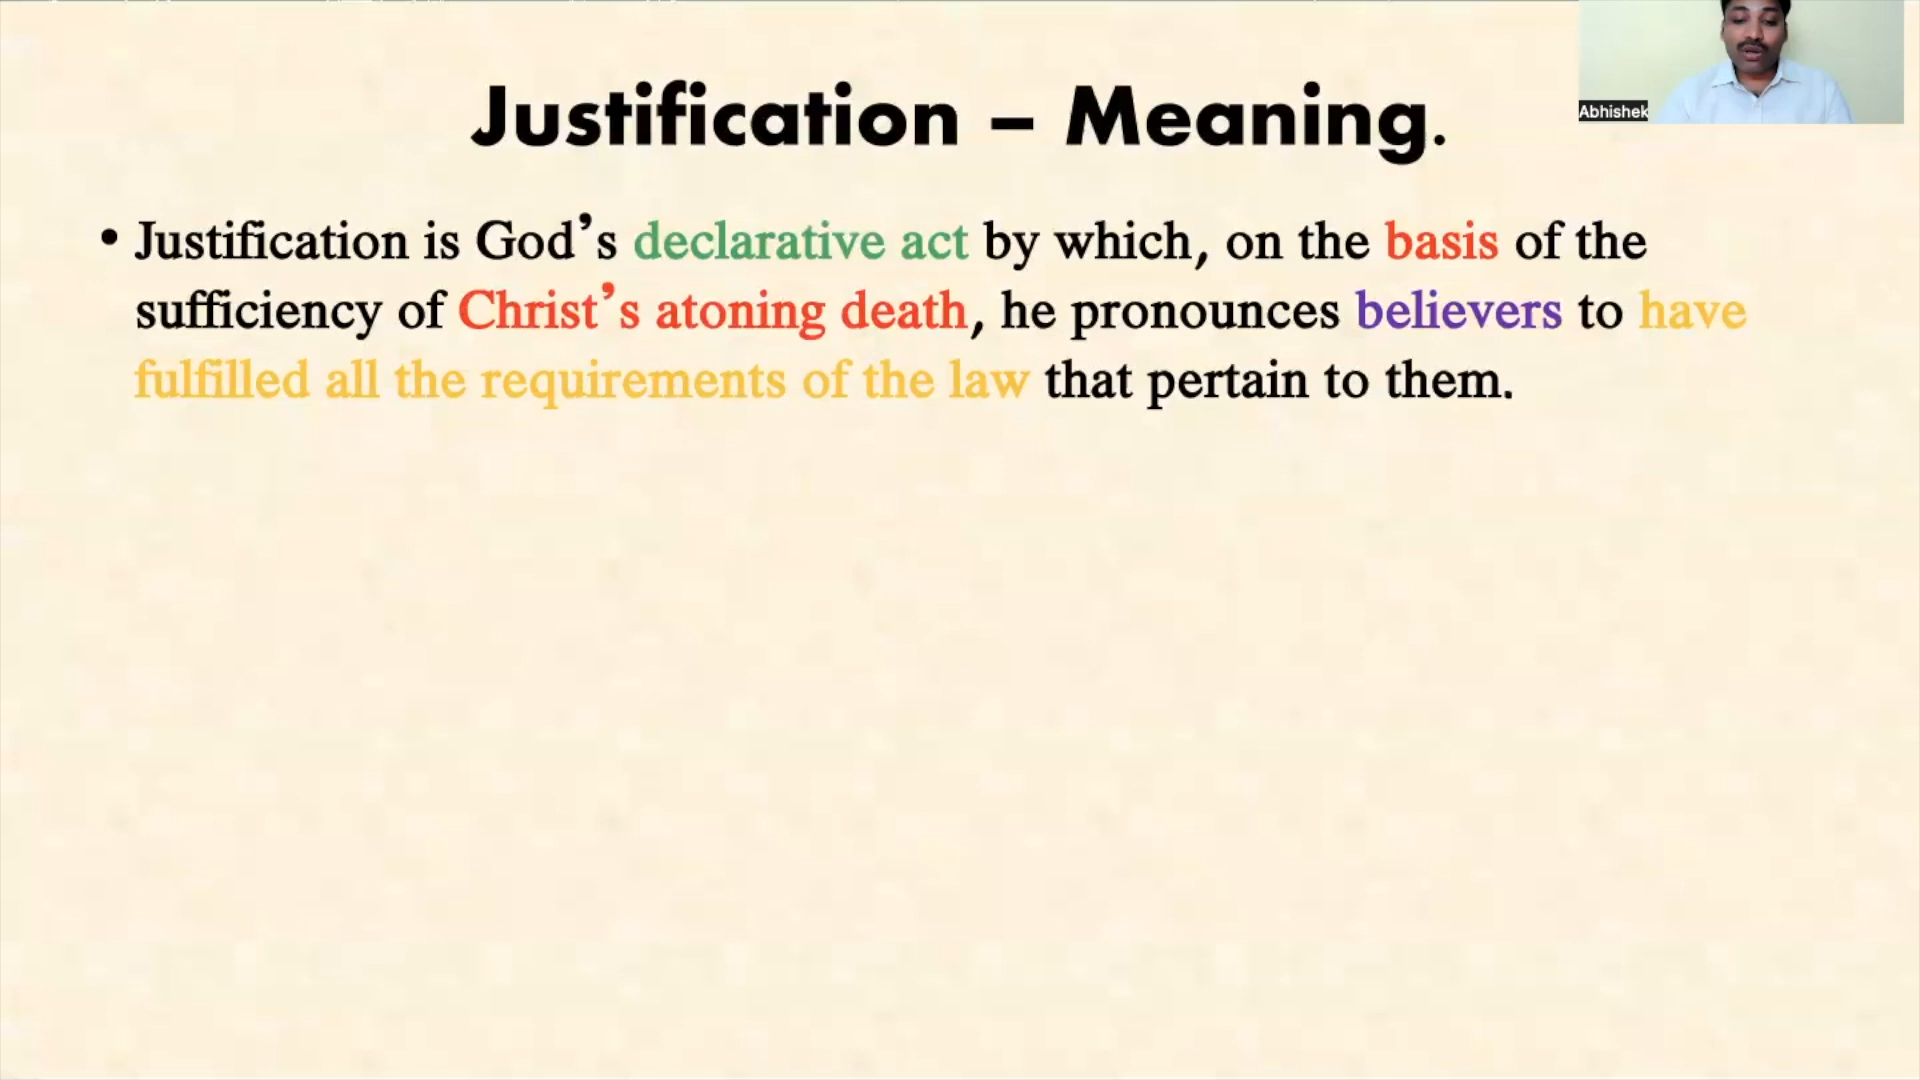 Justification – Meaning.
Abhishek
• Justification is God’s declarative act by which, on the basis of the
sufficiency of Christ’s atoning death, he pronounces believers to have
fulfilled all the requirements of the law that pertain to them.